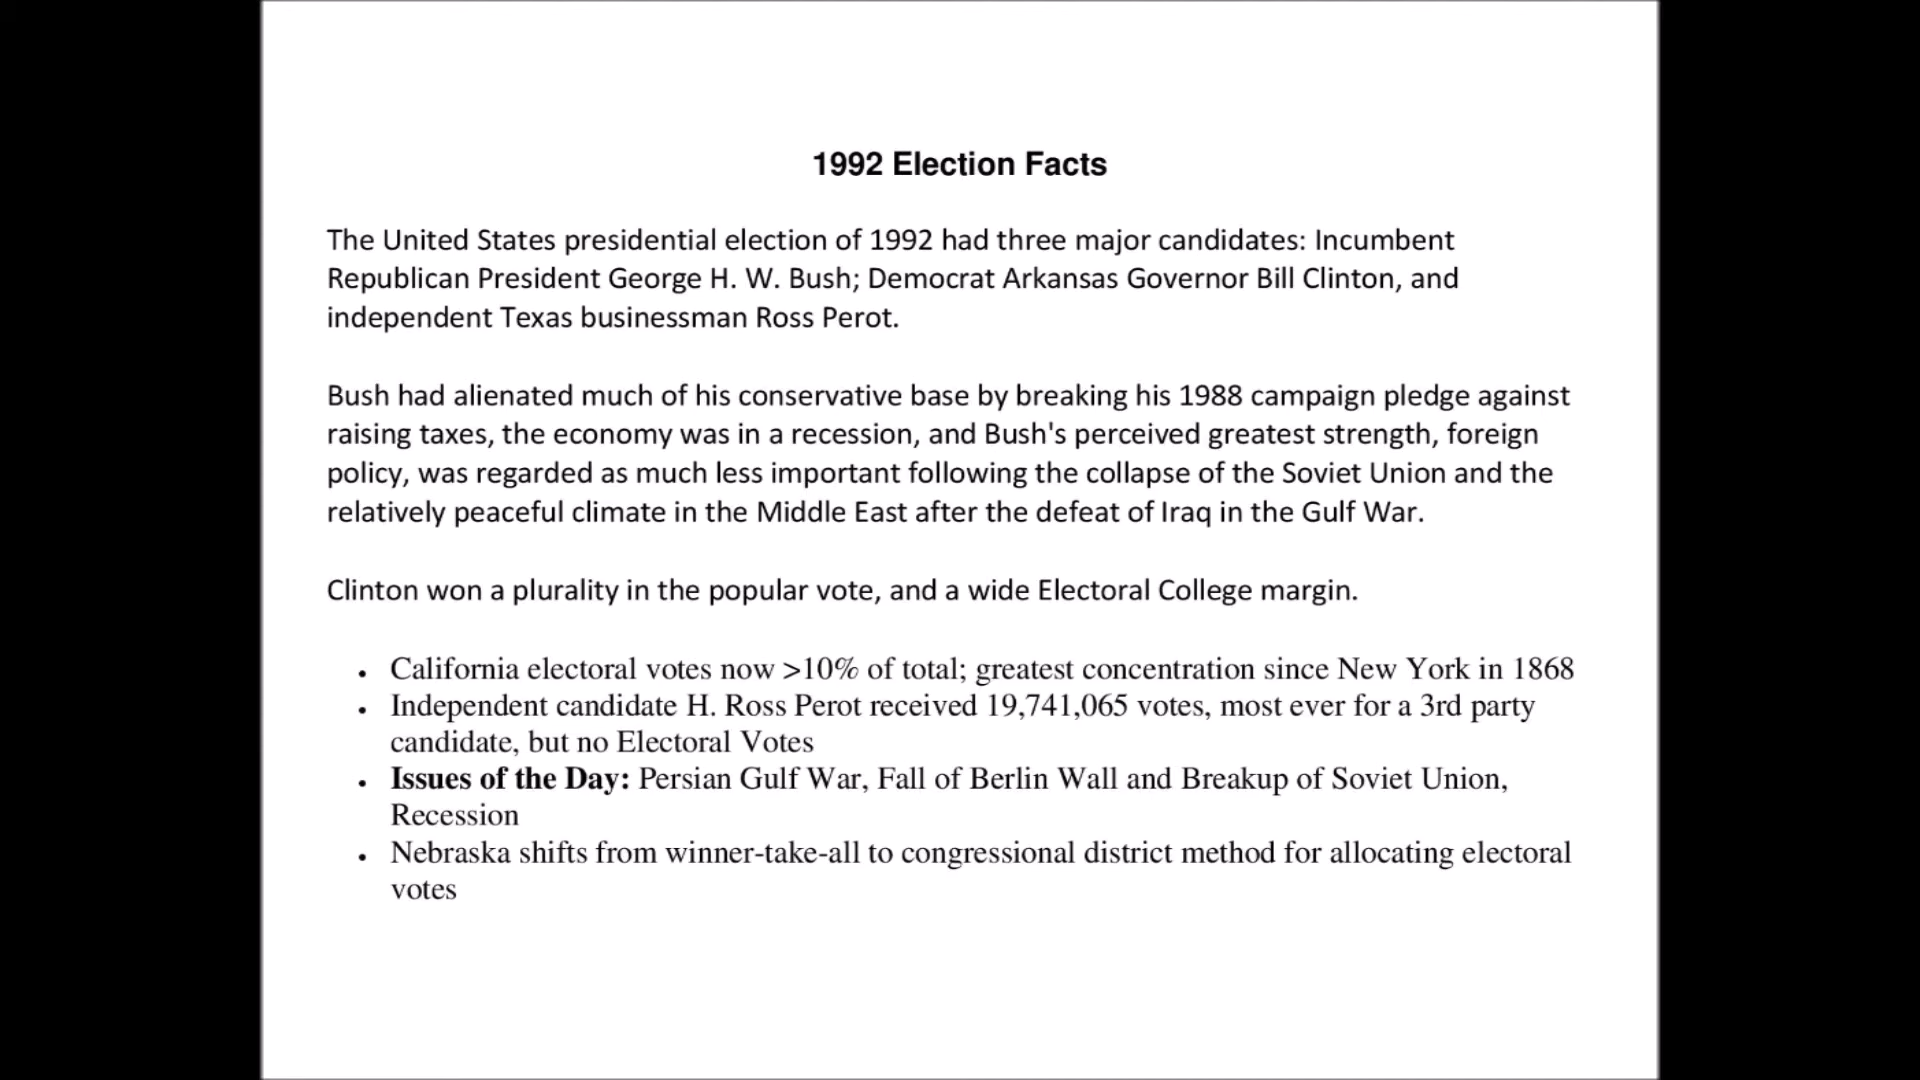 1992 Election Facts
The United States presidential election of 1992 had three major candidates: Incumbent
Republican President George H. W. Bush; Democrat Arkansas Governor Bill Clinton, and
independent Texas businessman Ross Perot.
Bush had alienated much of his conservative base by breaking his 1988 campaign pledge against
raising taxes, the economy was in a recession, and Bush's perceived greatest strength, foreign
policy, was regarded as much less important following the collapse of the Soviet Union and the
relatively peaceful climate in the Middle East after the defeat of Iraq in the Gulf War.
Clinton won a plurality in the popular vote, and a wide Electoral College margin.
• California electoral votes now >10% of total; greatest concentration since New York in 1868
• Independent candidate H. Ross Perot received 19,741,065 votes, most ever for a 3rd party
candidate, but no Electoral Votes
• Issues of the Day: Persian Gulf War, Fall of Berlin Wall and Breakup of Soviet Union,
Recession
• Nebraska shifts from winner-take-all to congressional district method for allocating electoral
votes